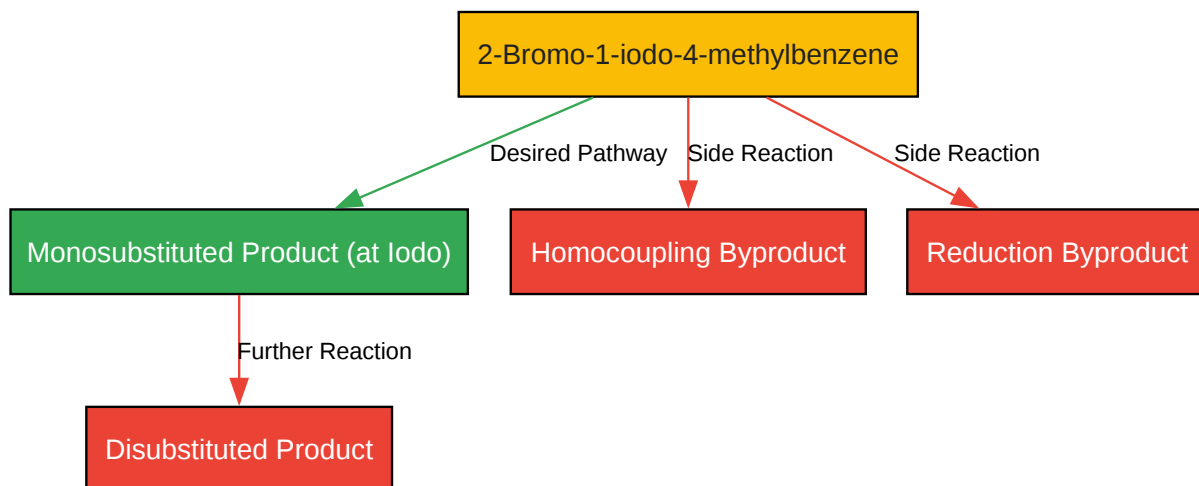 2-Bromo-1-iodo-4-methylbenzene
Desired Pathway
Side Reaction
Side Reaction
Monosubstituted Product (at Iodo)
Homocoupling Byproduct
Reduction Byproduct
Further Reaction
Disubstituted Product